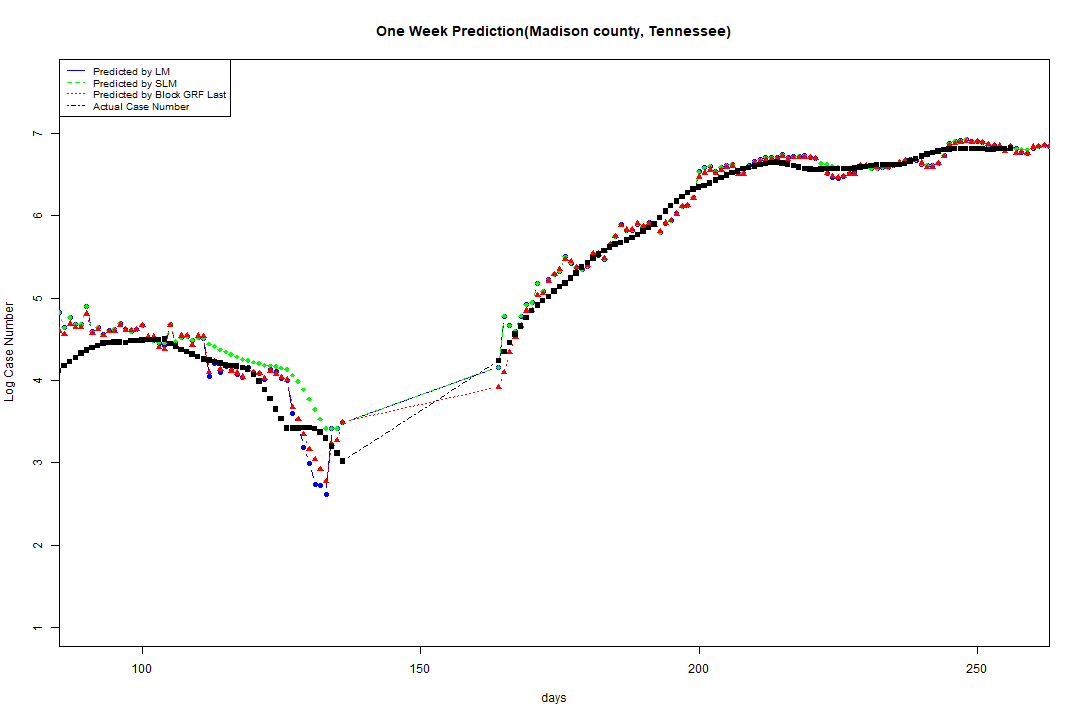 One Week Prediction(Madison county, Tennessee)
Predicted by LM
Predicted by SLM
Predicted by Block GRF Last
Actual Case Number
7
6
5
4
3
2
1
Log Case Number
100 150 200 250
days